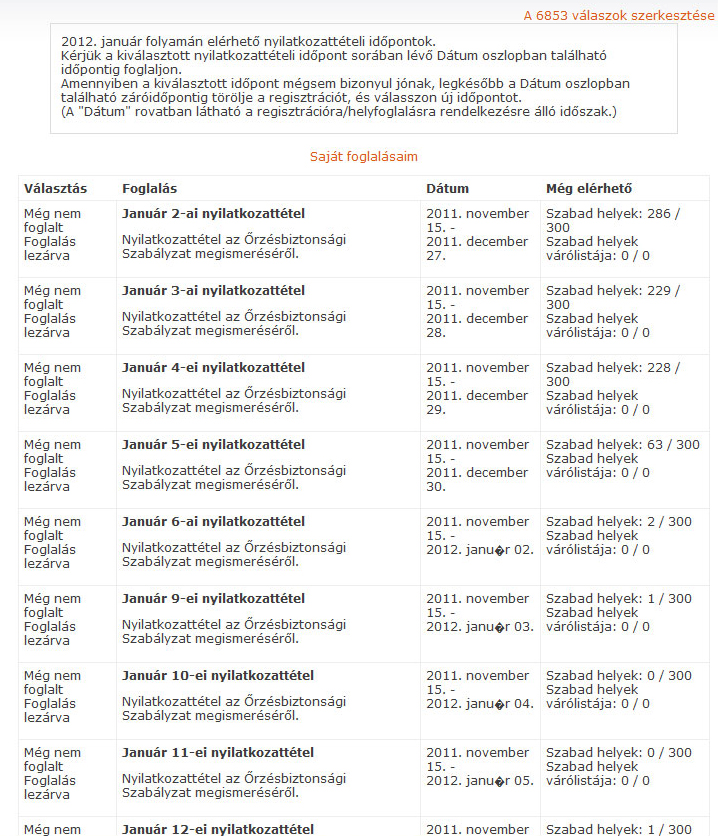 A 6853 válaszok szerkesztése
2012. január folyamán elérhető nyilatkozattételi időpontok.
Kérjük a kiválasztott nyilatkozattételi időpont sorában lévő Dátum oszlopban található
időpontig foglaljon.
Amennyiben a kiválasztott időpont mégsem bizonyul jónak, legkésőbb a Dátum oszlopban
található záróidőpontig törölje a regisztrációt, és válasszon új időpontot.
(A "Dátum" rovatban látható a regisztrációra/helyfoglalásra rendelkezésre álló időszak.)
Saját foglalásaim
Választás Foglalás Dátum Még elérhető
Még nem
foglalt
Foglalás
lezárva
Január 2-ai nyilatkozattétel
Nyilatkozattétel az Őrzésbiztonsági
Szabályzat megismeréséről.
2011. november
15. -
2011. december
27.
Szabad helyek: 286 /
300
Szabad helyek
várólistája: 0 / 0
Még nem
foglalt
Foglalás
lezárva
Január 3-ai nyilatkozattétel
Nyilatkozattétel az Őrzésbiztonsági
Szabályzat megismeréséről.
2011. november
15. -
2011. december
28.
Szabad helyek: 229 /
300
Szabad helyek
várólistája: 0 / 0
Még nem
foglalt
Foglalás
lezárva
Január 4-ei nyilatkozattétel
Nyilatkozattétel az Őrzésbiztonsági
Szabályzat megismeréséről.
2011. november
15. -
2011. december
29.
Szabad helyek: 228 /
300
Szabad helyek
várólistája: 0 / 0
Még nem
foglalt
Foglalás
lezárva
Január 5-ei nyilatkozattétel
Nyilatkozattétel az Őrzésbiztonsági
Szabályzat megismeréséről.
2011. november
15. -
2011. december
30.
Szabad helyek: 63 / 300
Szabad helyek
várólistája: 0 / 0
Még nem
foglalt
Foglalás
lezárva
Január 6-ai nyilatkozattétel
Nyilatkozattétel az Őrzésbiztonsági
Szabályzat megismeréséről.
2011. november
15. -
2012. janu�r 02.
Szabad helyek: 2 / 300
Szabad helyek
várólistája: 0 / 0
Még nem
foglalt
Foglalás
lezárva
Január 9-ei nyilatkozattétel
Nyilatkozattétel az Őrzésbiztonsági
Szabályzat megismeréséről.
2011. november
15. -
2012. janu�r 03.
Szabad helyek: 1 / 300
Szabad helyek
várólistája: 0 / 0
Még nem
foglalt
Foglalás
lezárva
Január 10-ei nyilatkozattétel
Nyilatkozattétel az Őrzésbiztonsági
Szabályzat megismeréséről.
2011. november
15. -
2012. janu�r 04.
Szabad helyek: 0 / 300
Szabad helyek
várólistája: 0 / 0
Még nem
foglalt
Foglalás
lezárva
Január 11-ei nyilatkozattétel
Nyilatkozattétel az Őrzésbiztonsági
Szabályzat megismeréséről.
2011. november
15. -
2012. janu�r 05.
Szabad helyek: 0 / 300
Szabad helyek
várólistája: 0 / 0
Még nem
Január 12-ei nyilatkozattétel
2011. november
Szabad helyek: 1 / 300